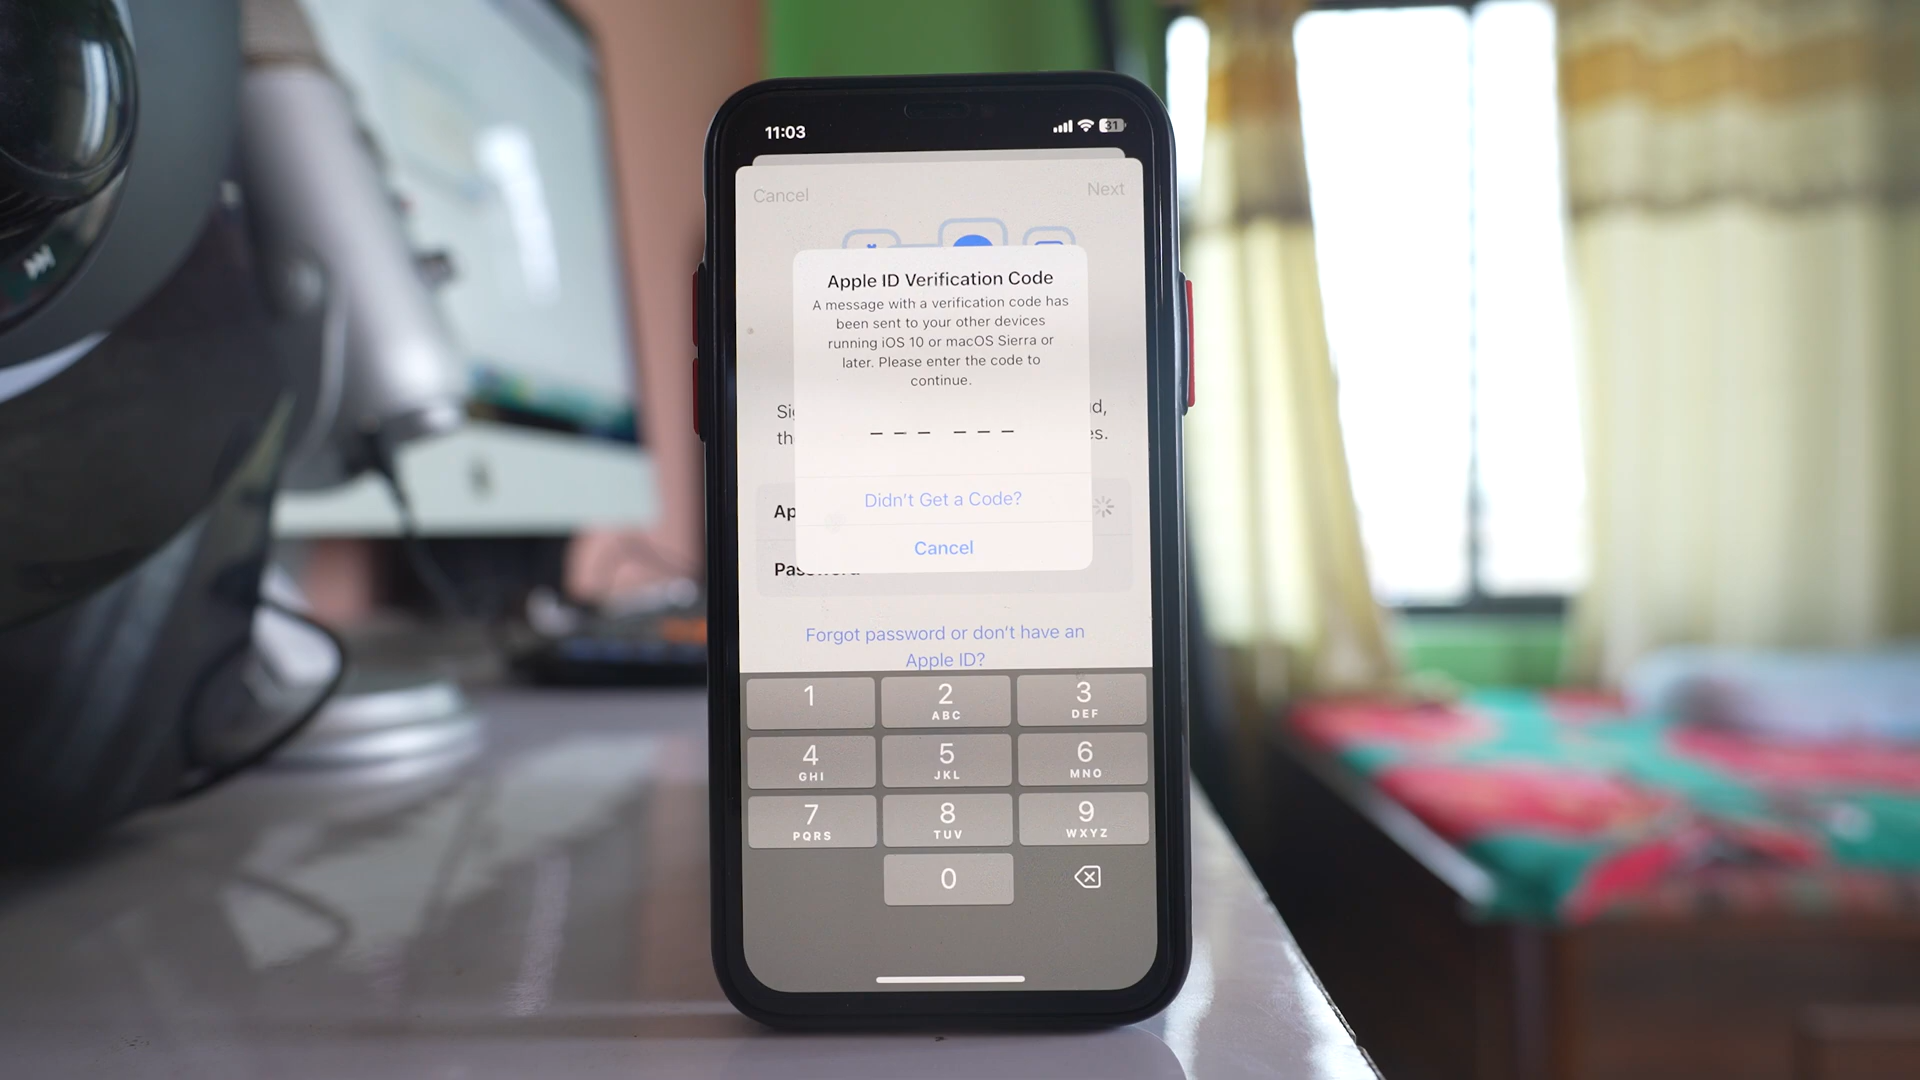 11:03
31
Cancel
Next
Apple ID Verification Code
A message with a verification code has
been sent to your other devices
running iOS 10 or macOS Sierra or
later. Please enter the code to
continue.
Didn't Get a Code?
Cancel
Forgot password or don't have an
Apple ID?
1
2
ABC
3
DEF
4
GHI
5
JKL
6
MNO
7
PQRS
8
TUV
9
WXYZ
0